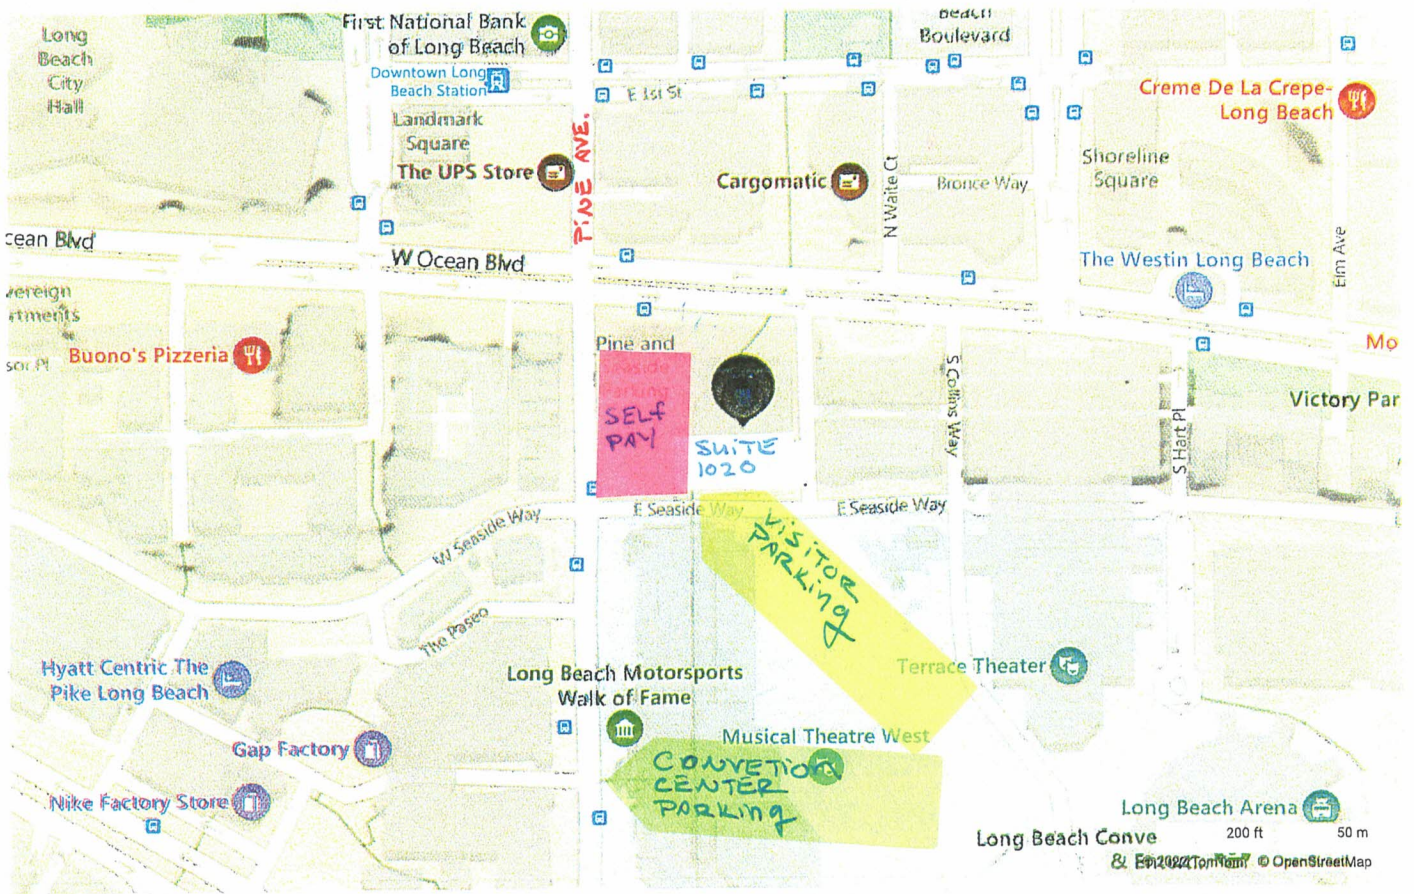 Long
Beach
City
Hall
First National Bank
of Long Beach
Downtown Long
Beach Station
Landmark
Square
The UPS Store
PINE AVE.
E 1st St
Beach
Boulevard
Creme De La Crepe-
Long Beach
Cargomatic
N Waite Ct
Bronce Way
Shoreline
Square
Elm Ave
cean Blvd
W Ocean Blvd
The Westin Long Beach
vereign
rtments
Buono's Pizzeria
Pine and
Seaside
Parking
SELF
PAY
SUITE
1020
S Collins Way
S Hart Pl
Mo
Victory Par
E Seaside Way
E Seaside Way
W Seaside Way
VISITOR
PARKING
The Paseo
Hyatt Centric The
Pike Long Beach
Long Beach Motorsports
Walk of Fame
Terrace Theater
Gap Factory
Musical Theatre West
CONVETION
CENTER
PARKING
Nike Factory Store
Long Beach Arena
Long Beach Conve
200 ft
50 m
© OpenStreetMap